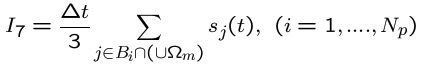 $I_7 = \frac{\Delta t}{3} \sum_{j \in B_i \cap (\cup \Omega_m)} s_j(t), \ (i = 1, ...., N_p)$